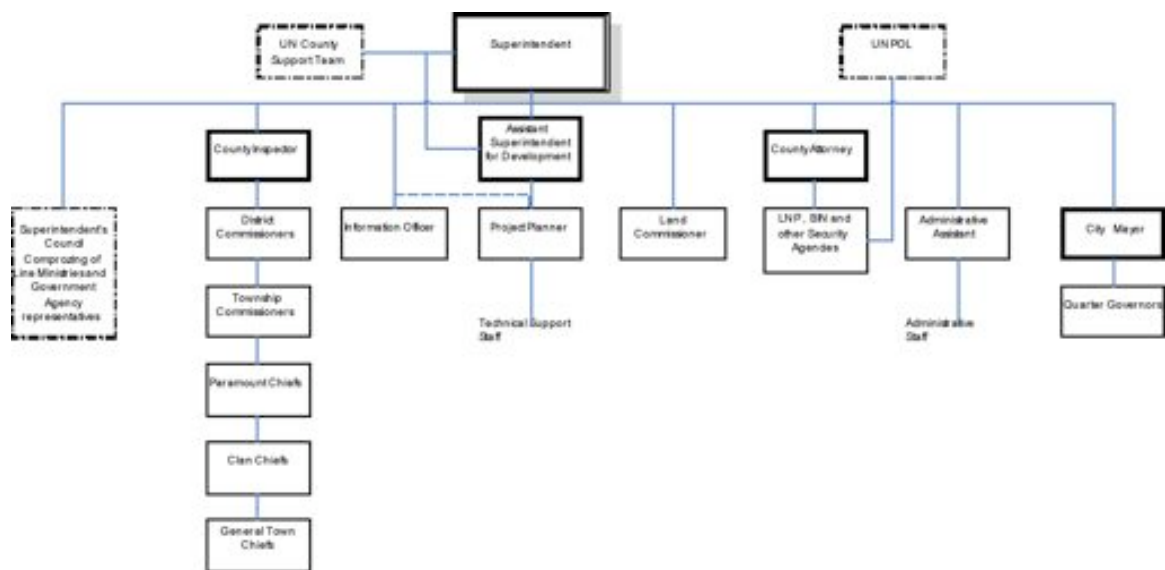 UN County
Support Team
Superintendent
UNPOL
County Inspector
Assistant
Superintendent
for Development
County Attorney
Superintendent's
Council
Comprozing of
Line Ministries and
Government
Agency
representatives
District
Commissioners
Information Officer
Project Planner
Land
Commissioner
LNP, BIN and
other Security
Agencies
Administrative
Assistant
City Mayor
Township
Commissioners
Technical Support
Staff
Administrative
Staff
Quarter Governors
Paramount Chiefs
Clan Chiefs
General Town
Chiefs